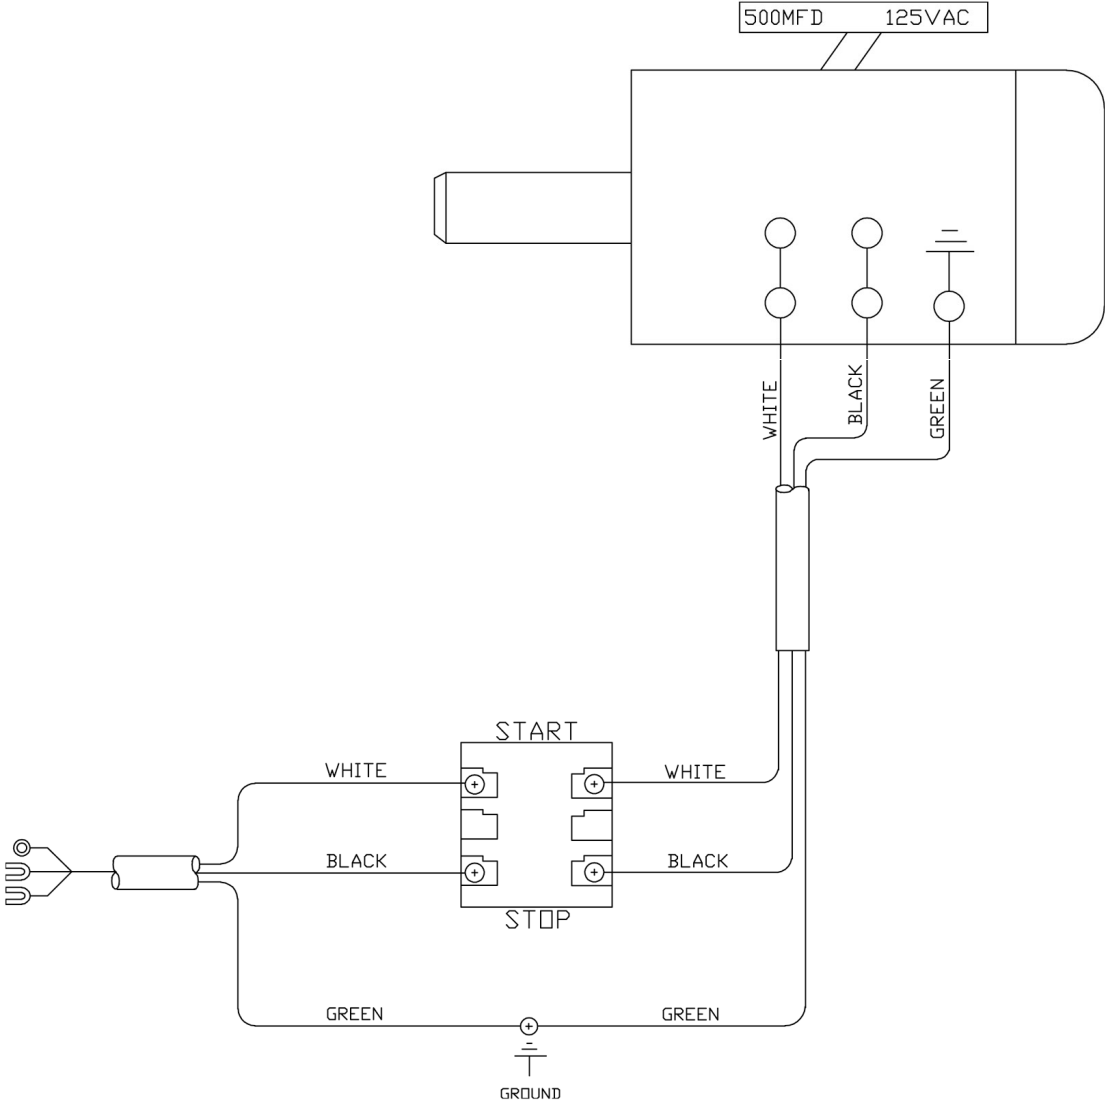 500MFD 125VAC
WHITE
BLACK
GREEN
START
WHITE
WHITE
BLACK
BLACK
STOP
GREEN
GREEN
GROUND